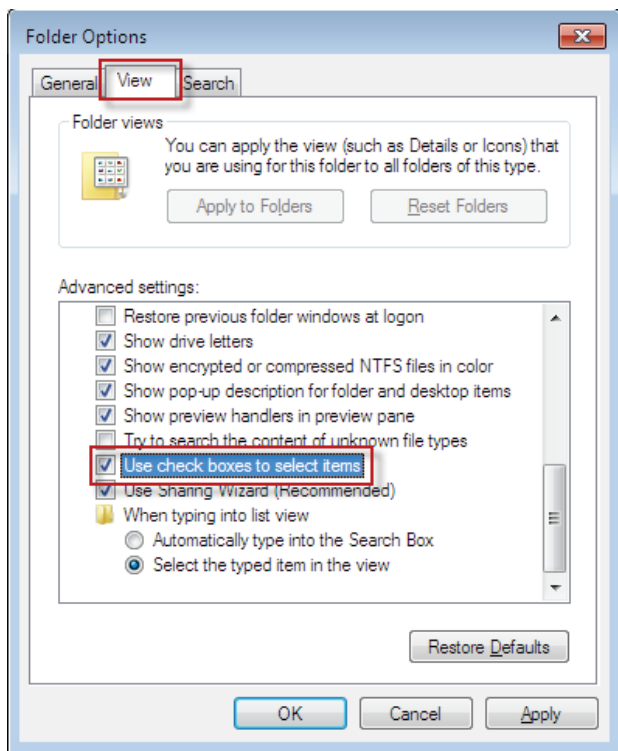 Folder Options
General View Search
Folder views
You can apply the view (such as Details or Icons) that
you are using for this folder to all folders of this type.
Apply to Folders Reset Folders
Advanced settings:
Restore previous folder windows at logon
Show drive letters
Show encrypted or compressed NTFS files in color
Show pop-up description for folder and desktop items
Show preview handlers in preview pane
Try to search the content of unknown file types
Use check boxes to select items
Use Sharing Wizard (Recommended)
When typing into list view
Automatically type into the Search Box
Select the typed item in the view
Restore Defaults
OK Cancel Apply